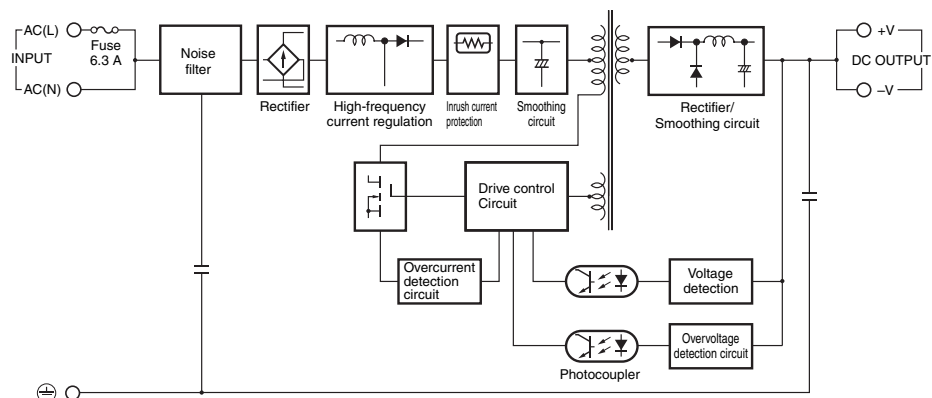 AC(L)
INPUT
AC(N)
Fuse
6.3 A
Noise
filter
Rectifier
High-frequency
current regulation
Inrush current
protection
Smoothing
circuit
Rectifier/
Smoothing circuit
+V
DC OUTPUT
–V
Drive control
Circuit
Overcurrent
detection
circuit
Voltage
detection
Overvoltage
detection circuit
Photocoupler